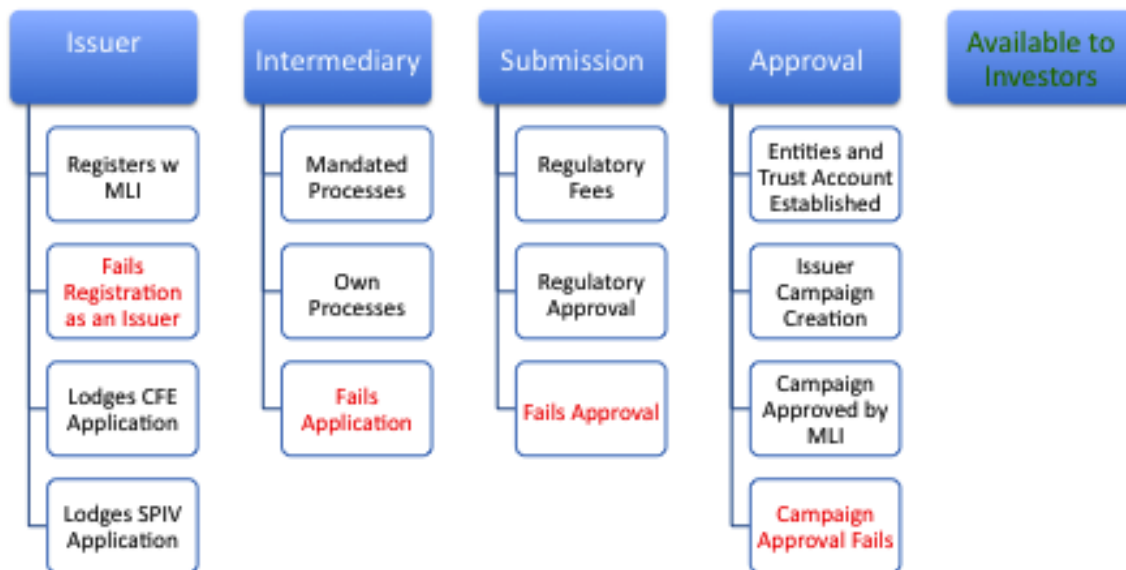 Issuer
Registers w
MLI
Fails
Registration
as an Issuer
Lodges CFE
Application
Lodges SPIV
Application
Intermediary
Mandated
Processes
Own
Processes
Fails
Application
Submission
Regulatory
Fees
Regulatory
Approval
Fails Approval
Approval
Entities and
Trust Account
Established
Issuer
Campaign
Creation
Campaign
Approved by
MLI
Campaign
Approval Fails
Available to
Investors